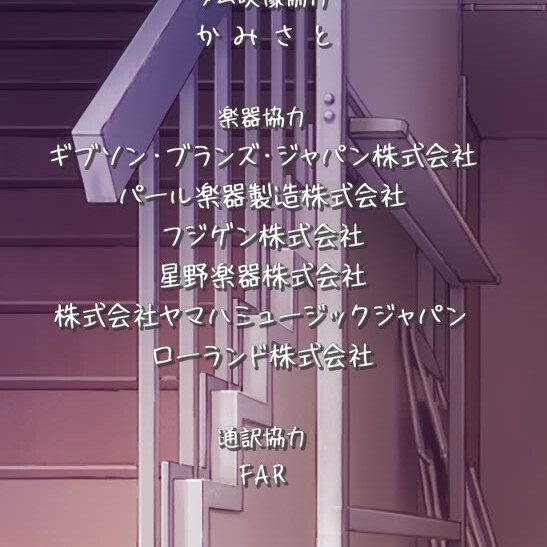 かみさと
楽器協力
ギブソン・ブランズ・ジャパン株式会社
パール楽器製造株式会社
フジゲン株式会社
星野楽器株式会社
株式会社ヤマハミュージックジャパン
ローランド株式会社
通訳協力
FAR